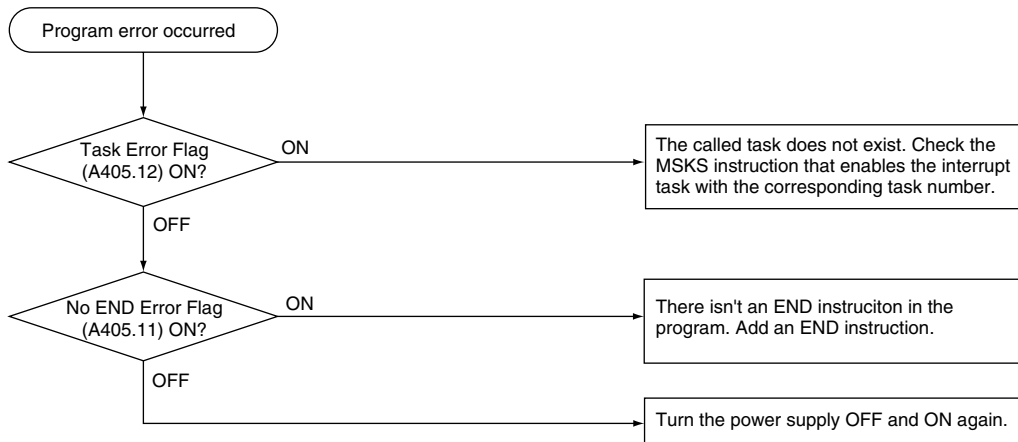 Program error occurred
Task Error Flag
(A405.12) ON?
ON
The called task does not exist. Check the
MSKS instruction that enables the interrupt
task with the corresponding task number.
OFF
No END Error Flag
(A405.11) ON?
ON
There isn't an END instruciton in the
program. Add an END instruction.
OFF
Turn the power supply OFF and ON again.